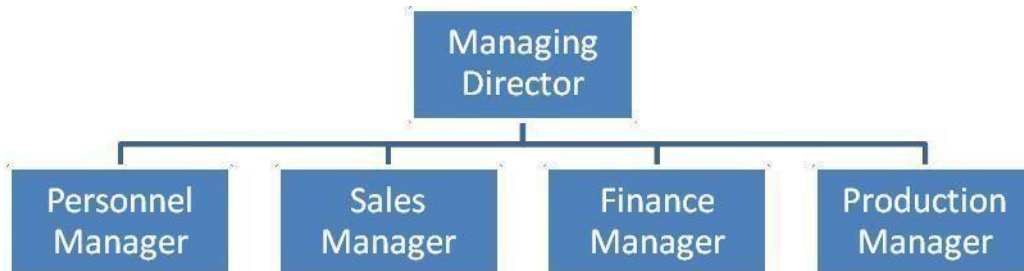 Managing
Director
Personnel
Manager
Sales
Manager
Finance
Manager
Production
Manager